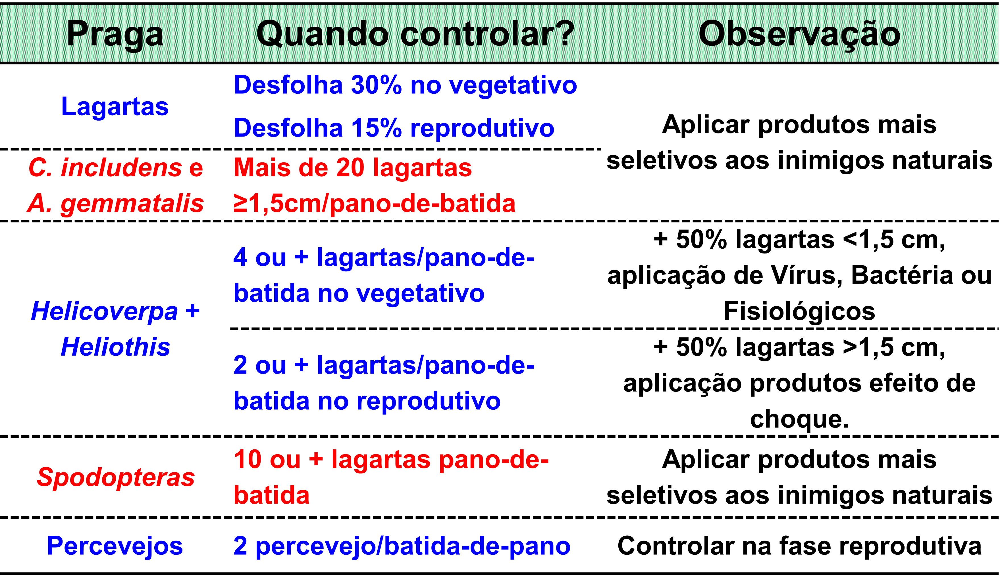 Praga Quando controlar? Observação
Lagartas
Desfolha 30% no vegetativo
Desfolha 15% reprodutivo
Aplicar produtos mais
seletivos aos inimigos naturais
C. includens e
A. gemmatalis
Mais de 20 lagartas
≥1,5cm/pano-de-batida
Helicoverpa +
Heliothis
4 ou + lagartas/pano-de-
batida no vegetativo
+ 50% lagartas <1,5 cm,
aplicação de Vírus, Bactéria ou
Fisiológicos
2 ou + lagartas/pano-de-
batida no reprodutivo
+ 50% lagartas >1,5 cm,
aplicação produtos efeito de
choque.
Spodopteras
10 ou + lagartas pano-de-
batida
Aplicar produtos mais
seletivos aos inimigos naturais
Percevejos
2 percevejo/batida-de-pano
Controlar na fase reprodutiva